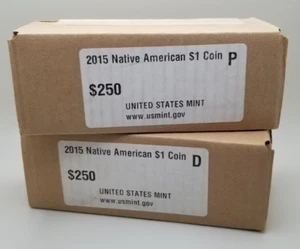 2015 Native American $1 Coin P
$250
UNITED STATES MINT
www.usmint.gov
2015 Native American $1 Coin D
$250
UNITED STATES MINT
www.usmint.gov